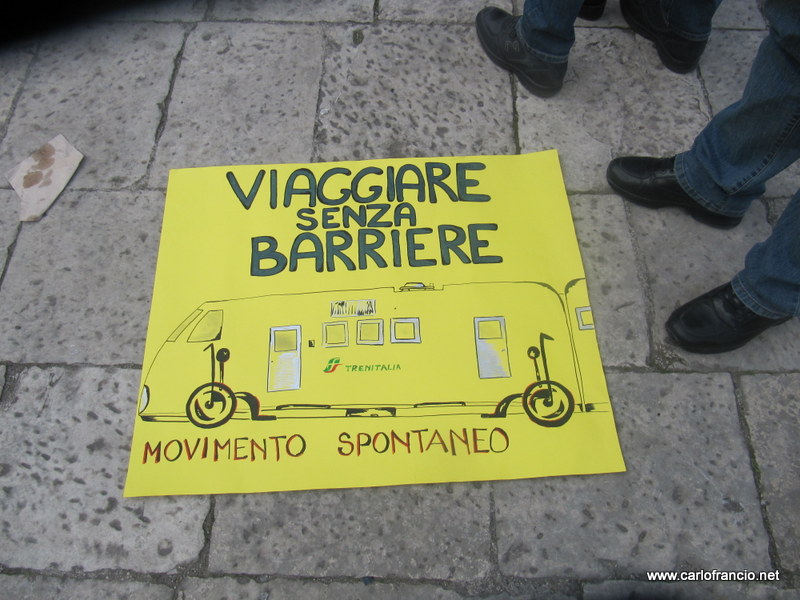 VIAGGIARE
SENZA
BARRIERE
TRENITALIA
MOVIMENTO SPONTANEO
www.carlofrancio.net